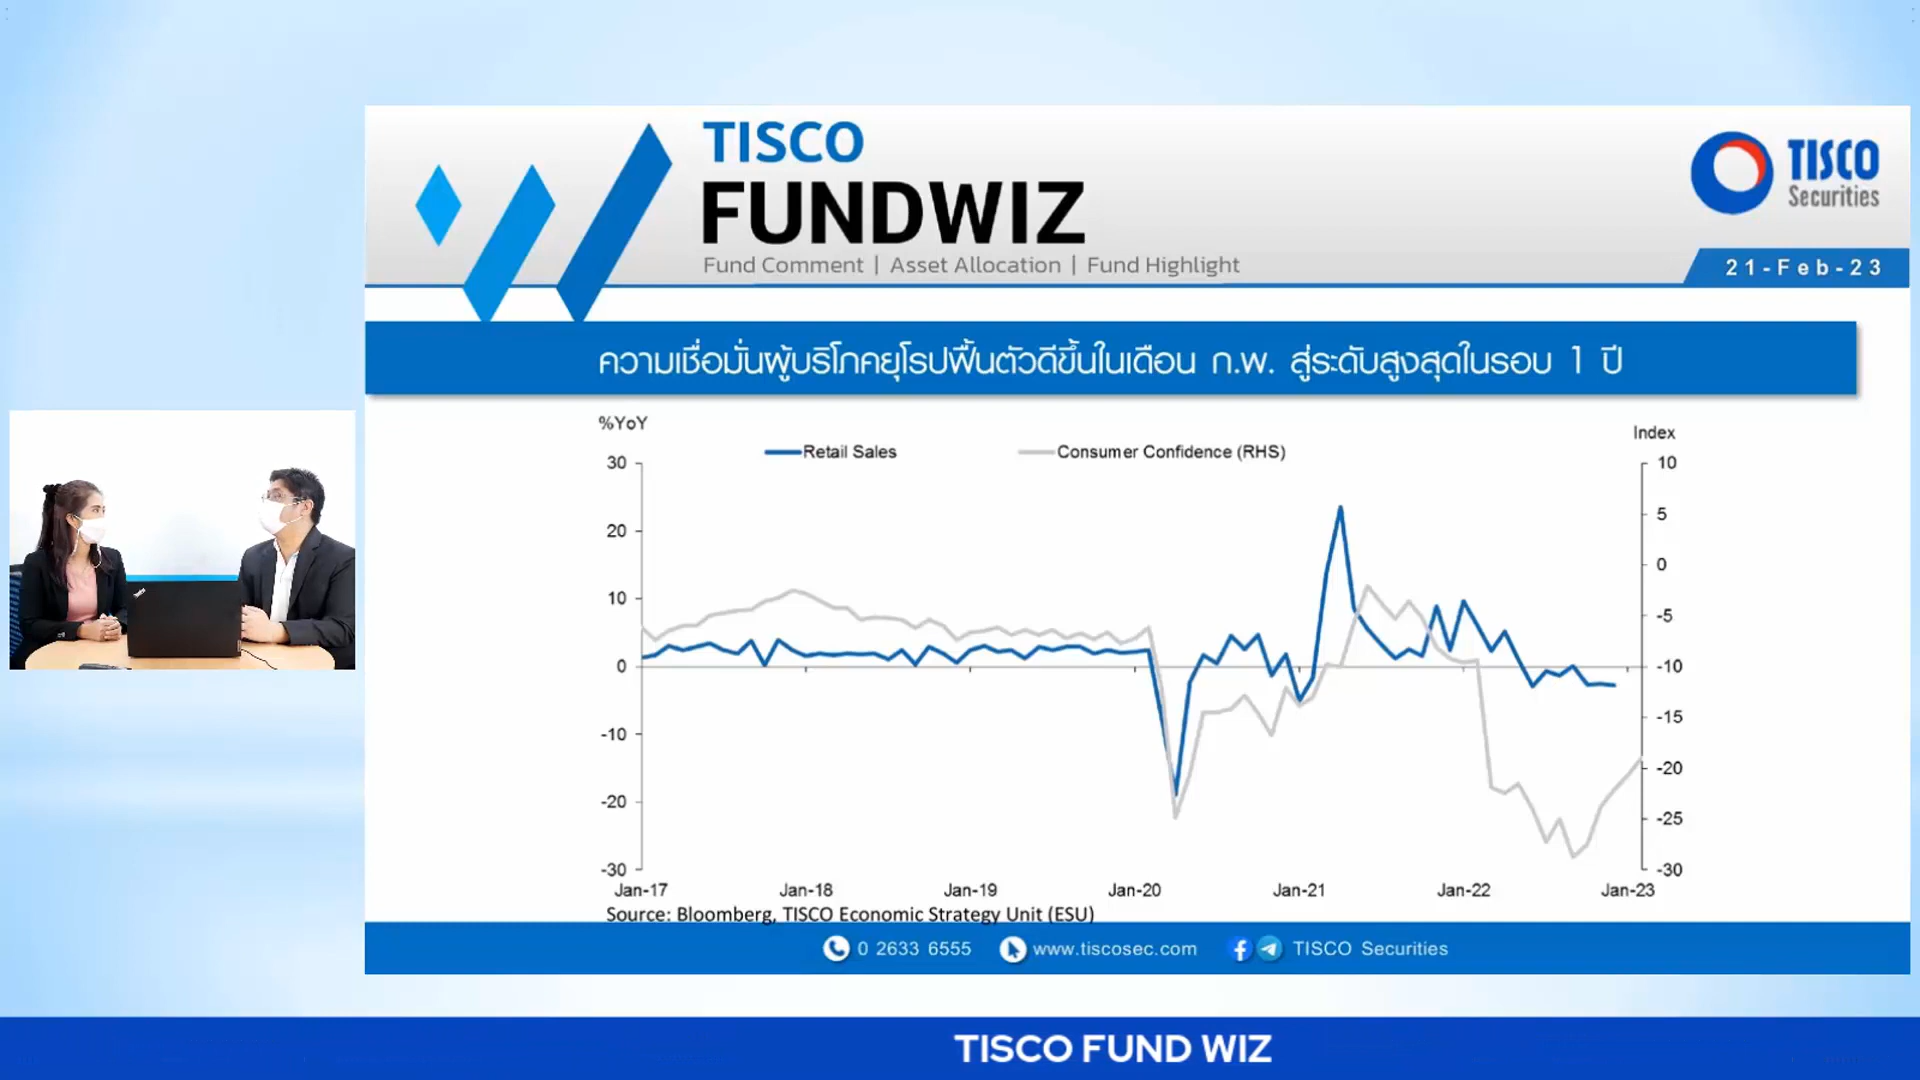 TISCO
FUNDWIZ
Fund Comment | Asset Allocation | Fund Highlight
TISCO
Securities
21-Feb-23
ความเชื่อมั่นผู้บริโภคยุโรปฟื้นตัวดีขึ้นในเดือน ก.พ. สู่ระดับสูงสุดในรอบ 1 ปี
%YoY
Index
Retail Sales
Consumer Confidence (RHS)
30
20
10
0
-10
-20
-30
10
5
0
-5
-10
-15
-20
-25
-30
Jan-17 Jan-18 Jan-19 Jan-20 Jan-21 Jan-22 Jan-23
Source: Bloomberg, TISCO Economic Strategy Unit (ESU)
0 2633 6555 www.tiscosec.com TISCO Securities
TISCO FUND WIZ